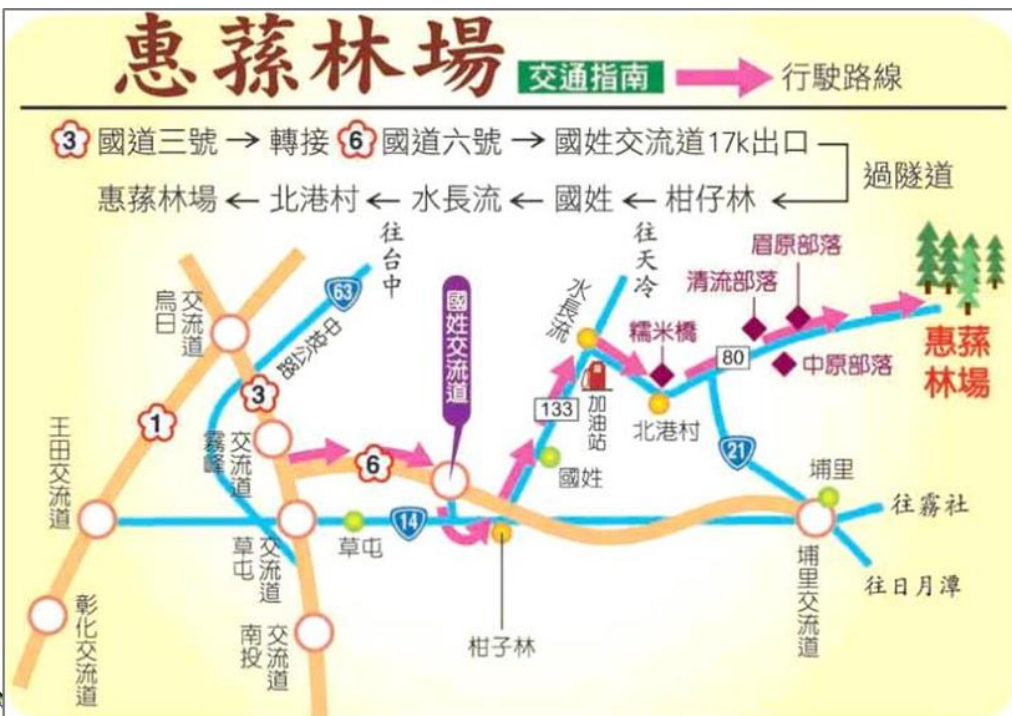 惠蓀林場 交通指南 行駛路線
3 國道三號 → 轉接 6 國道六號 → 國姓交流道17k出口
過隧道
惠蓀林場 ← 北港村 ← 水長流 ← 國姓 ← 柑仔林
往台中
往天冷
眉原部落
清流部落
63
國姓交流道
水長流
糯米橋
烏日交流道
中投公路
惠蓀林場
80
中原部落
3
133
加油站
1
北港村
霧峰交流道
王田交流道
6
21
國姓
埔里
往霧社
14
草屯
草屯交流道
埔里交流道
往日月潭
彰化交流道
南投交流道
柑子林